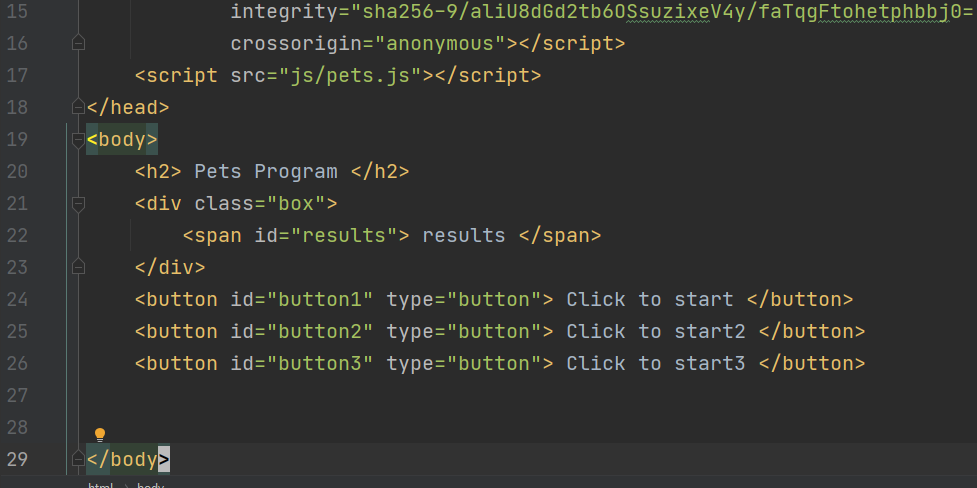 15 integrity="sha256-9/aliU8dGd2tb6OSsuzixeV4y/faTqgFtohetphbbj0=
16 crossorigin="anonymous"></script>
17 <script src="js/pets.js"></script>
18 </head>
19 <body>
20 <h2> Pets Program </h2>
21 <div class="box">
22 <span id="results"> results </span>
23 </div>
24 <button id="button1" type="button"> Click to start </button>
25 <button id="button2" type="button"> Click to start2 </button>
26 <button id="button3" type="button"> Click to start3 </button>
27
28
29 </body>
html › body